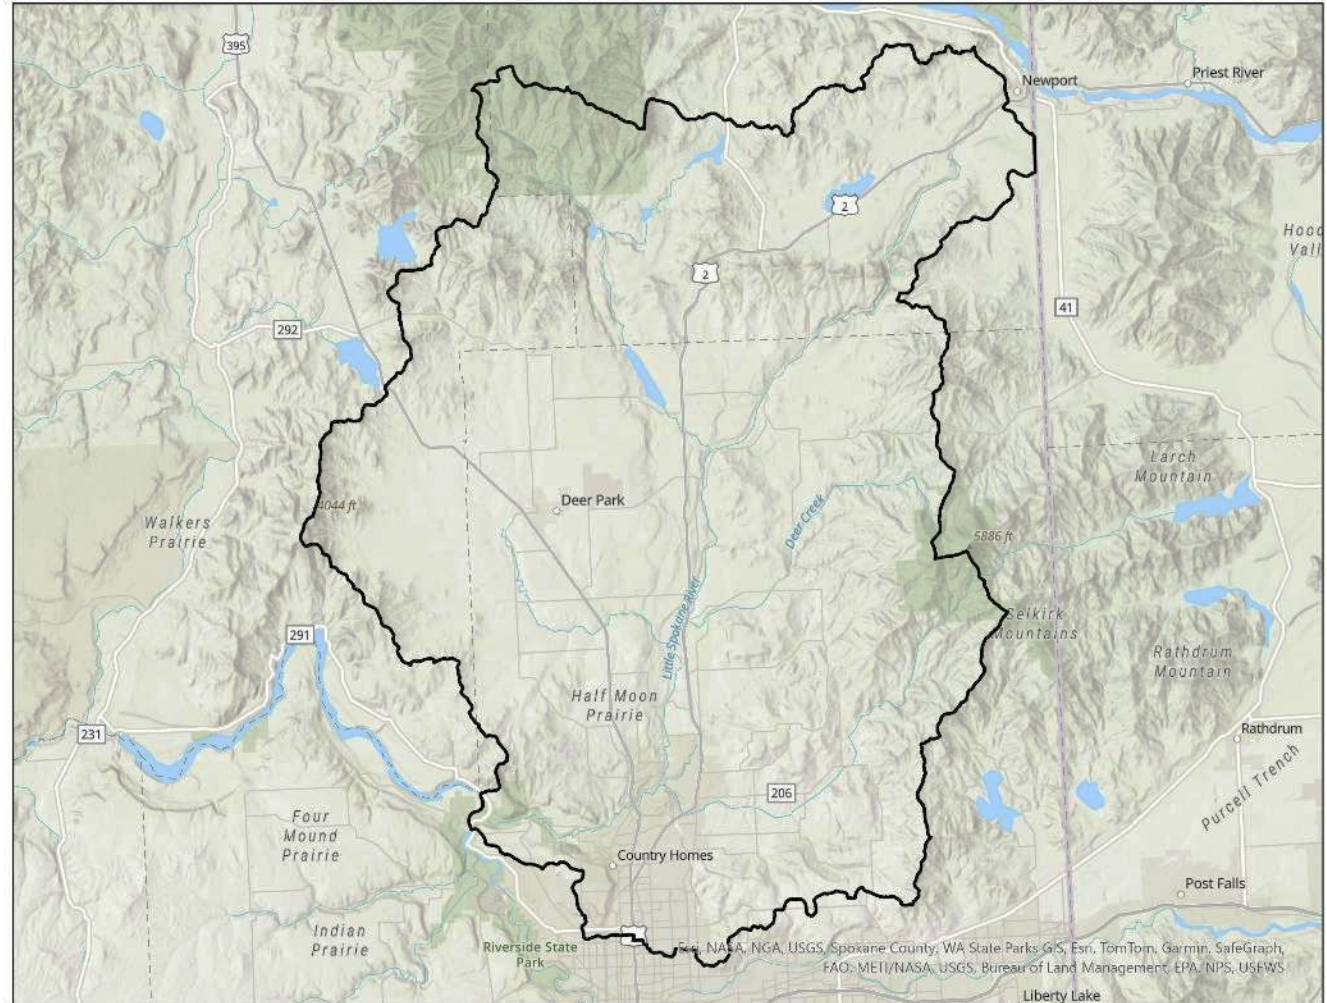 395
Newport
Priest River
2
2
Hood
Vall
41
292
Larch
Mountain
4044 ft
Deer Park
Walkers
Prairie
Deer Creek
5886 ft
Little Spokane River
Selkirk
Mountains
291
Rathdrum
Mountain
Half Moon
Prairie
231
Rathdrum
206
Purcell Trench
Four
Mound
Prairie
Country Homes
Post Falls
Indian
Prairie
Riverside State
Park
Esri, NASA, NGA, USGS, Spokane County, WA State Parks GIS, Esri, TomTom, Garmin, SafeGraph,
FAO, METI/NASA, USGS, Bureau of Land Management, EPA, NPS, USFWS
Liberty Lake